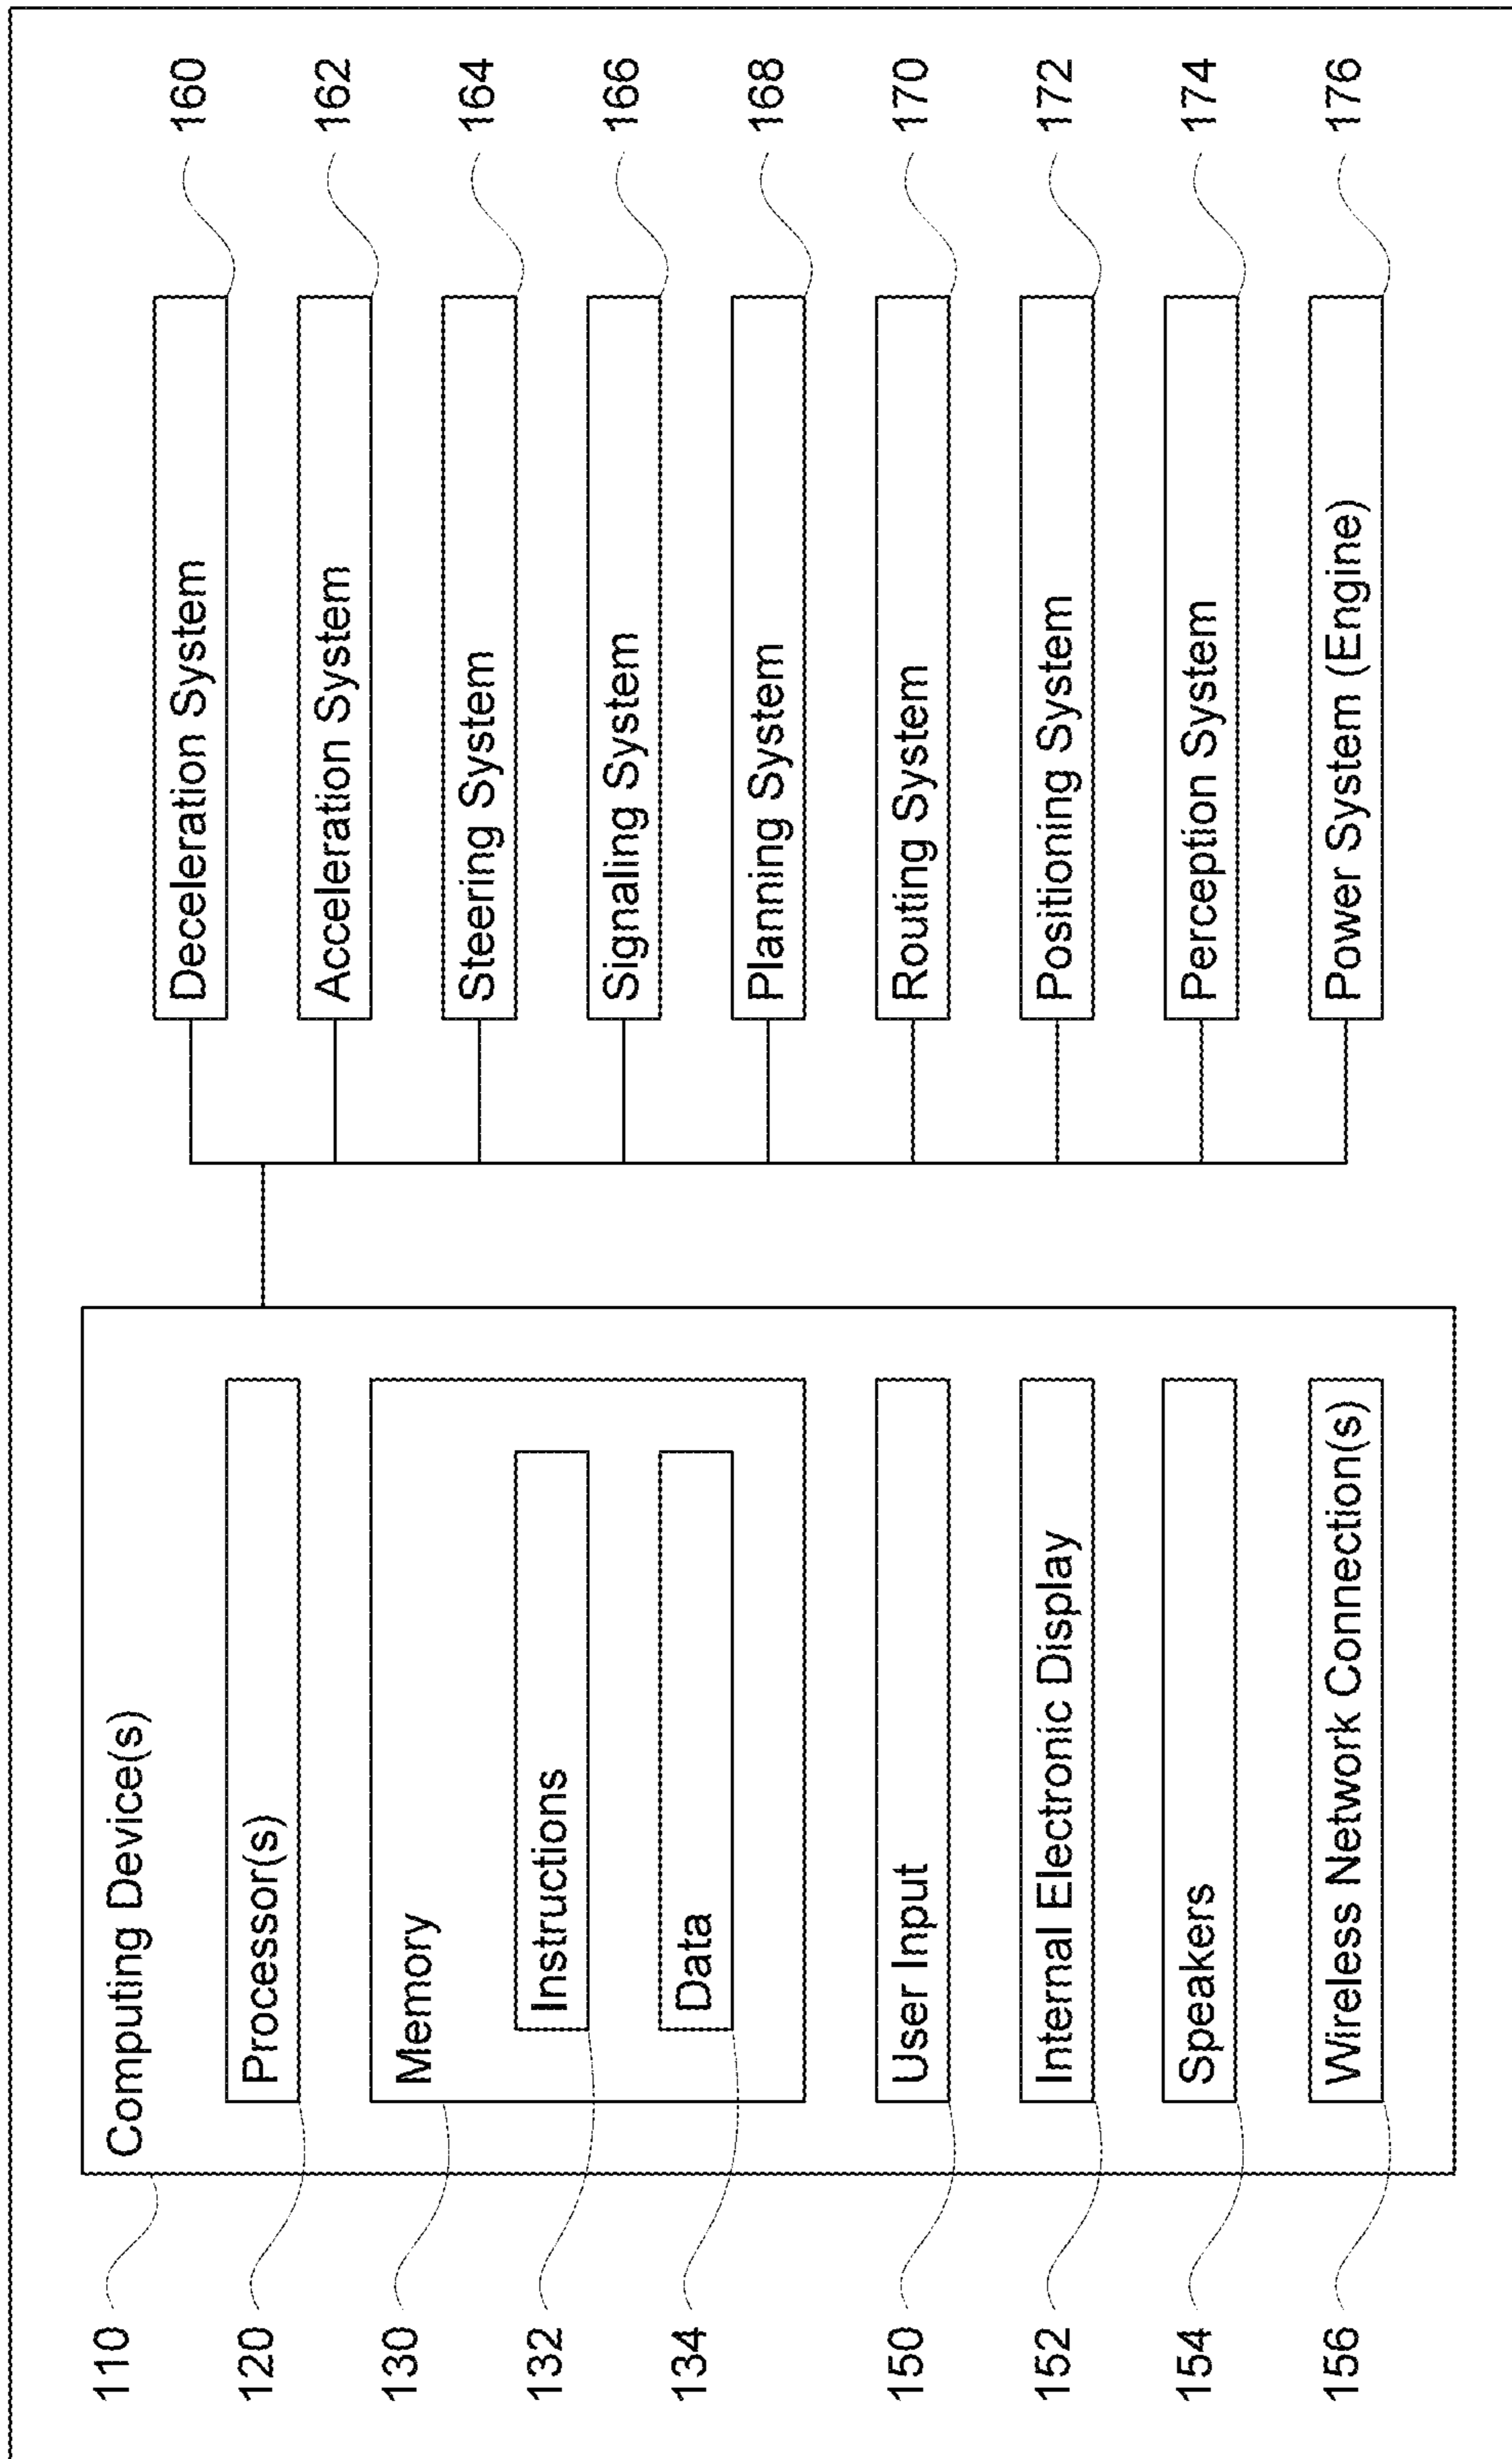 Computing Device(s)
110
Processor(s)
120
Memory
130
Instructions
132
Data
134
User Input
150
Internal Electronic Display
152
Speakers
154
Wireless Network Connection(s)
156
Deceleration System
160
Acceleration System
162
Steering System
164
Signaling System
166
Planning System
168
Routing System
170
Positioning System
172
Perception System
174
Power System (Engine)
176